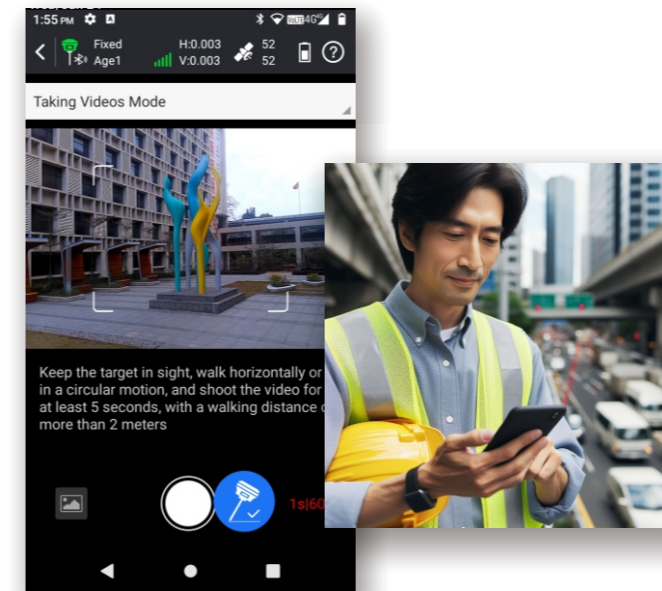 1:55 PM
4G
Fixed
H:0.003
52
Age1
V:0.003
52
Taking Videos Mode
Keep the target in sight, walk horizontally or
in a circular motion, and shoot the video for
at least 5 seconds, with a walking distance
more than 2 meters
1s|60